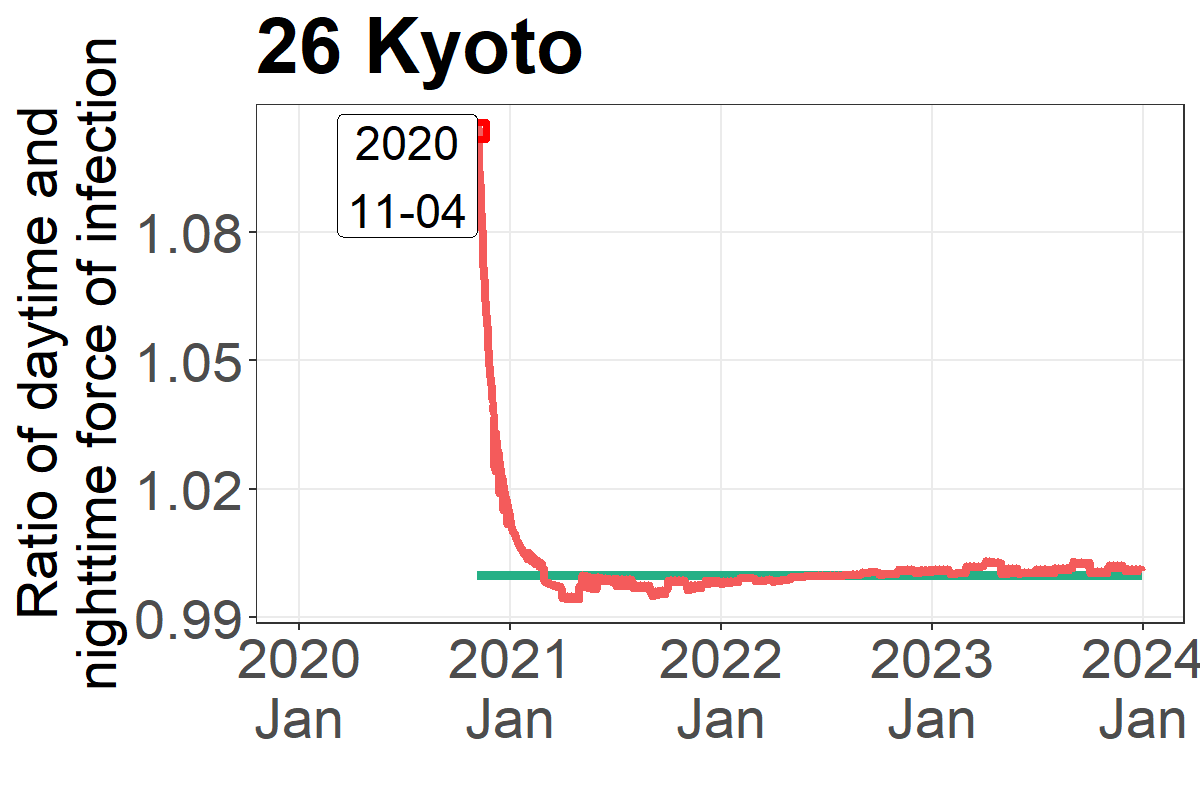 26 Kyoto
Ratio of daytime and
nighttime force of infection
2020
11-04
1.08
1.05
1.02
0.99
2020
Jan
2021
Jan
2022
Jan
2023
Jan
2024
Jan